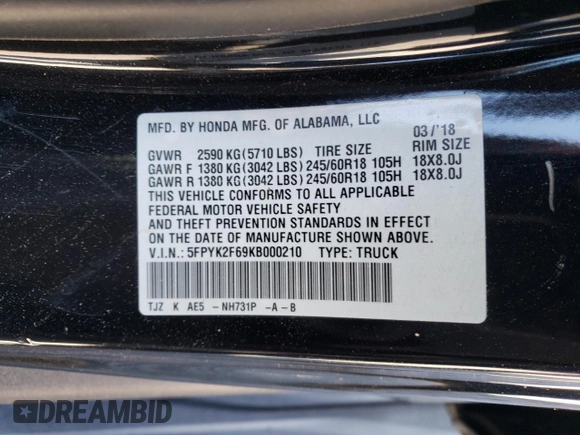 MFD. BY HONDA MFG. OF ALABAMA, LLC 03/'18
GVWR 2590 KG(5710 LBS) TIRE SIZE RIM SIZE
GAWR F 1380 KG(3042 LBS) 245/60R18 105H 18X8.0J
GAWR R 1380 KG(3042 LBS) 245/60R18 105H 18X8.0J
THIS VEHICLE CONFORMS TO ALL APPLICABLE
FEDERAL MOTOR VEHICLE SAFETY
AND THEFT PREVENTION STANDARDS IN EFFECT
ON THE DATE OF MANUFACTURE SHOWN ABOVE.
V.I.N.: 5FPYK2F69KB000210 TYPE: TRUCK
TJZ K AE5 - NH731P -A - B
DREAMBID